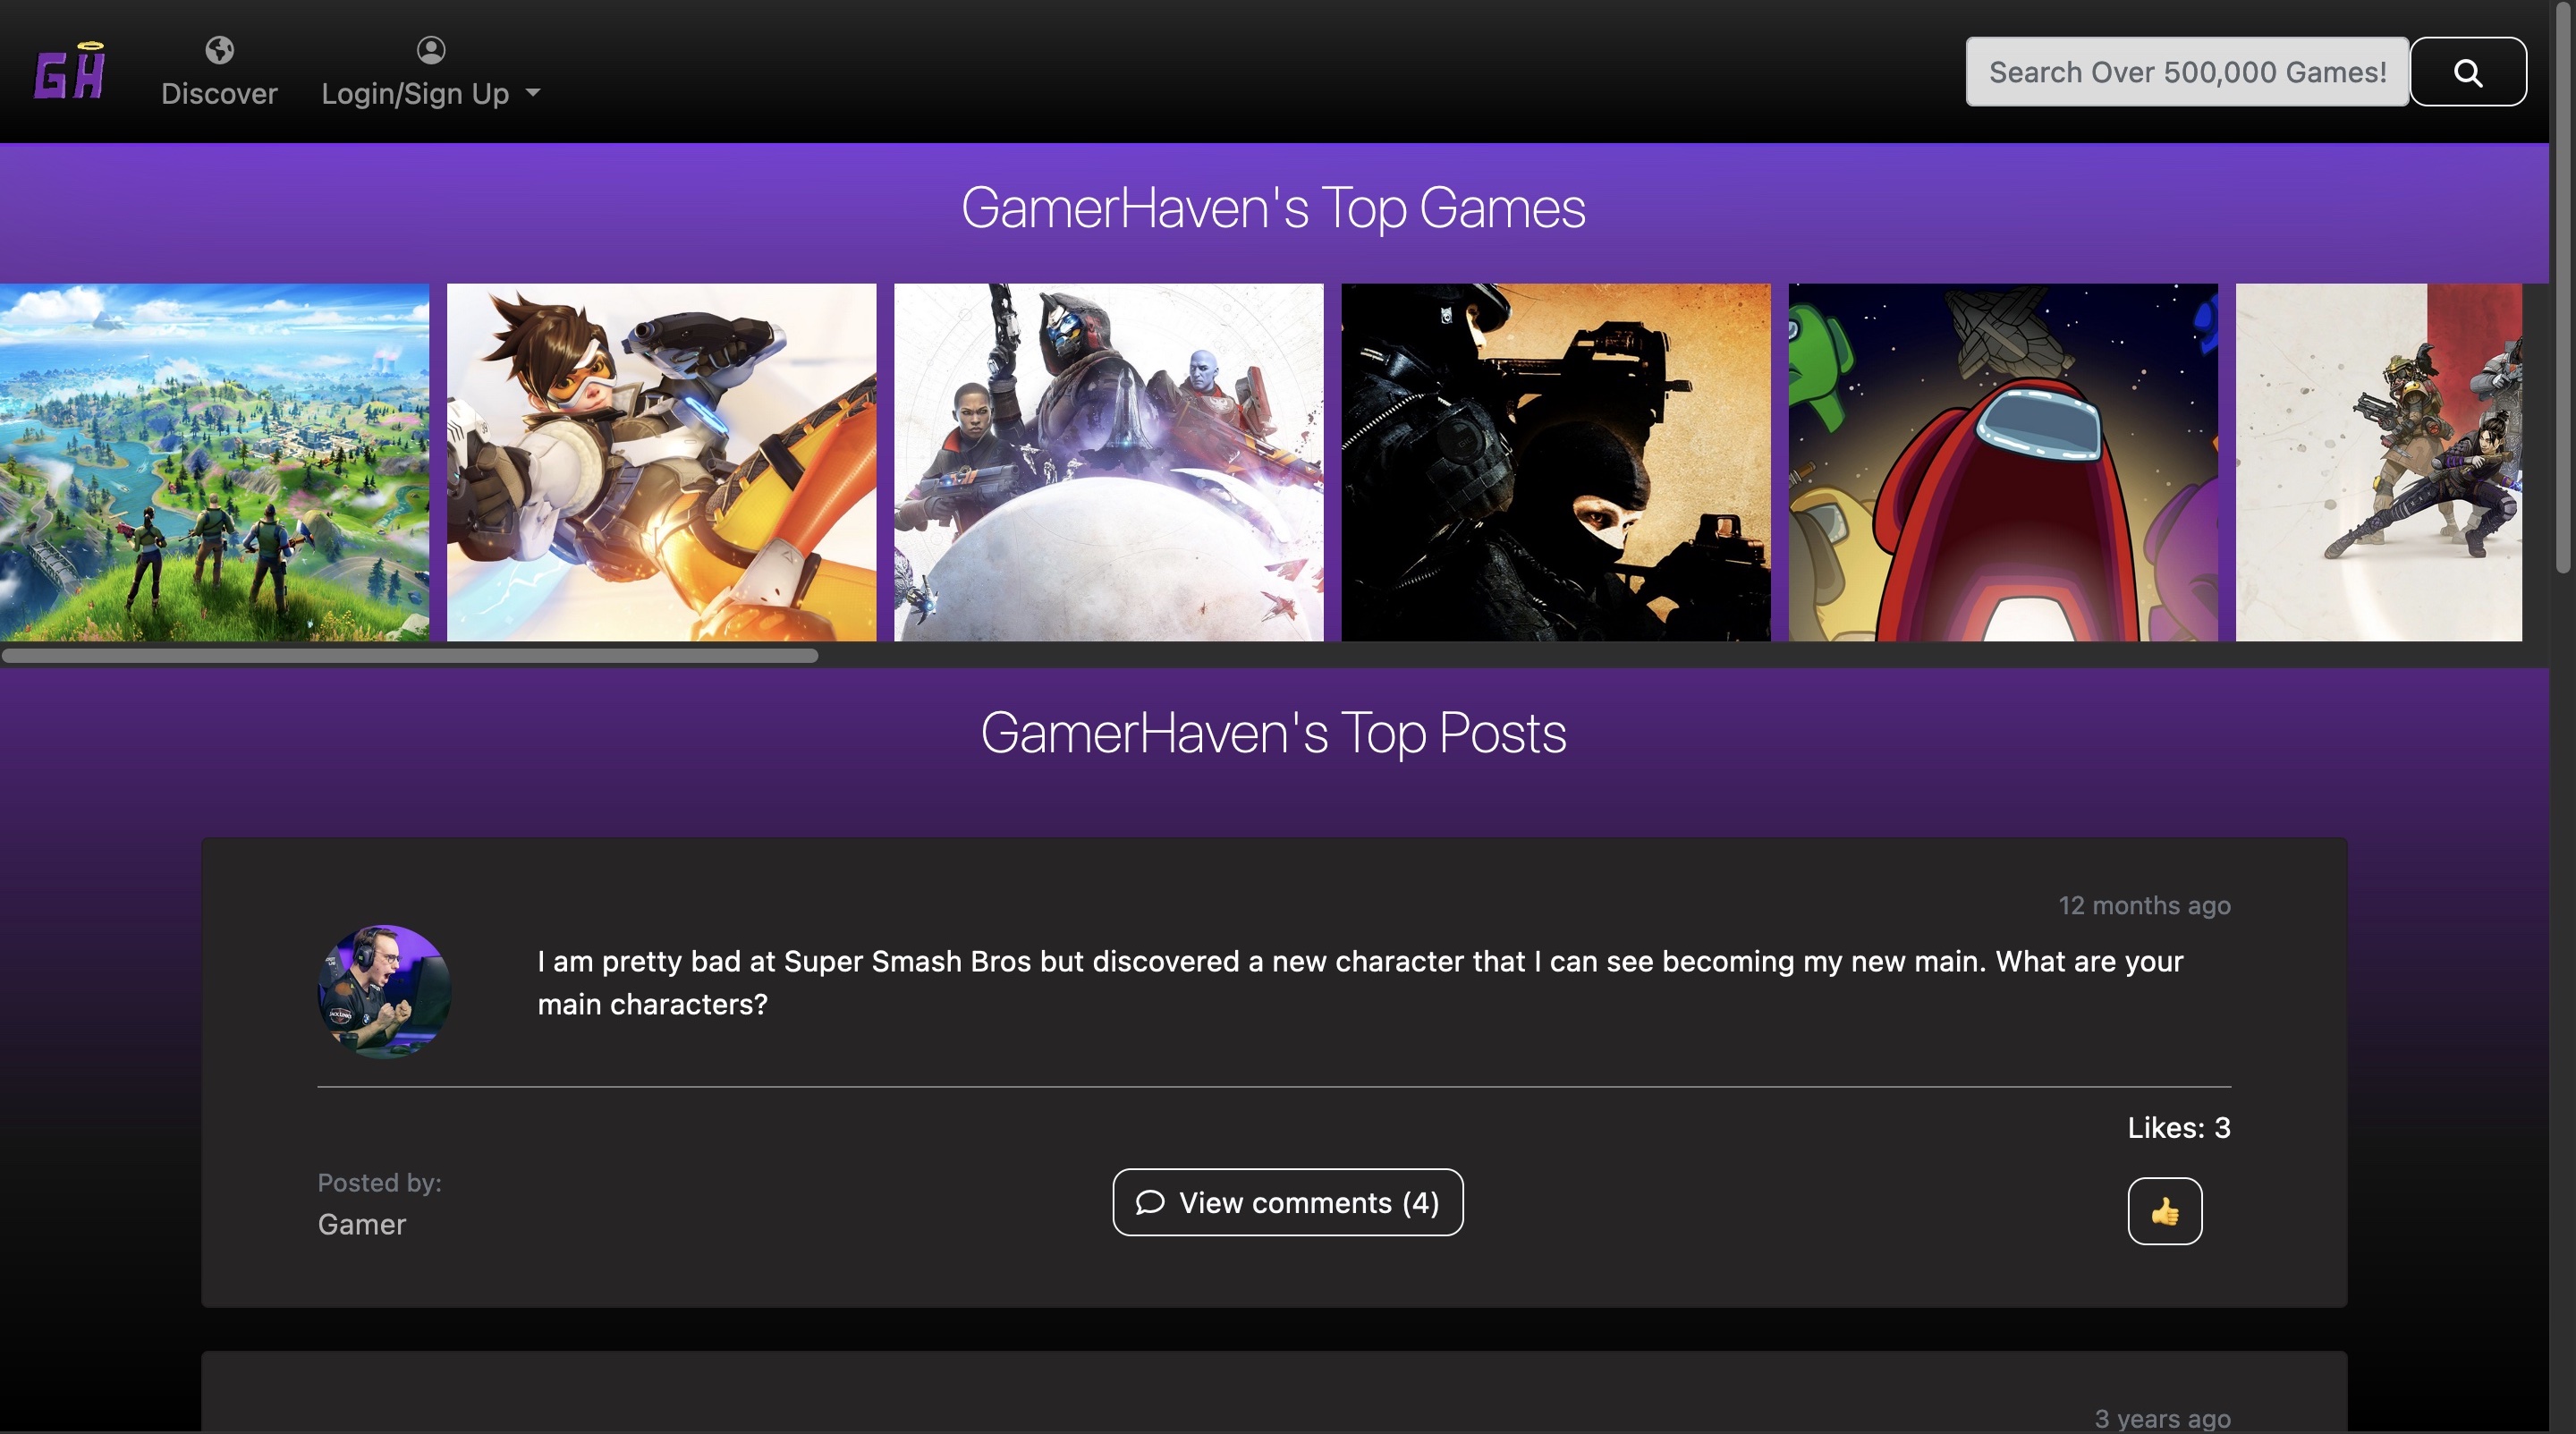 GH
Discover
Login/Sign Up
Search Over 500,000 Games!
GamerHaven's Top Games
GamerHaven's Top Posts
12 months ago
I am pretty bad at Super Smash Bros but discovered a new character that I can see becoming my new main. What are your
main characters?
Likes: 3
Posted by:
Gamer
View comments (4)
3 years ago